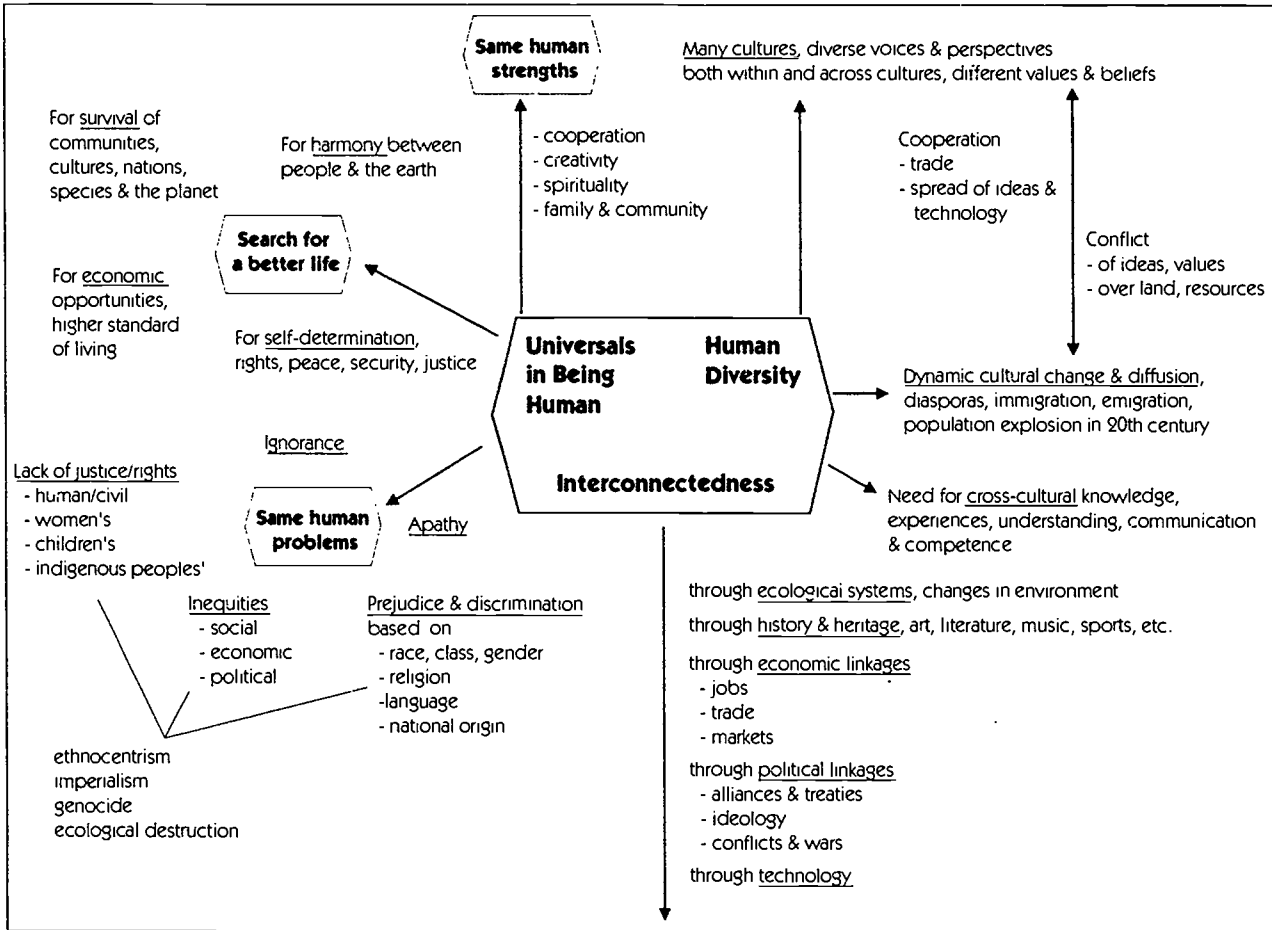 Same human
strengths
Many cultures, diverse voices & perspectives
both within and across cultures, different values & beliefs
For survival of
communities,
cultures, nations,
species & the planet
For harmony between
people & the earth
- cooperation
- creativity
- spirituality
- family & community
Cooperation
- trade
- spread of ideas &
technology
Search for
a better life
Conflict
- of ideas, values
- over land, resources
For economic
opportunities,
higher standard
of living
For self-determination,
rights, peace, security, justice
Universals
in Being
Human
Human
Diversity
Interconnectedness
Dynamic cultural change & diffusion,
diasporas, immigration, emigration,
population explosion in 20th century
Ignorance
Lack of justice/rights
- human/civil
- women's
- children's
- indigenous peoples'
Same human
problems
Apathy
Need for cross-cultural knowledge,
experiences, understanding, communication
& competence
Inequities
- social
- economic
- political
Prejudice & discrimination
based on
- race, class, gender
- religion
-language
- national origin
ethnocentrism
imperialism
genocide
ecological destruction
through ecological systems, changes in environment
through history & heritage, art, literature, music, sports, etc.
through economic linkages
- jobs
- trade
- markets
through political linkages
- alliances & treaties
- ideology
- conflicts & wars
through technology